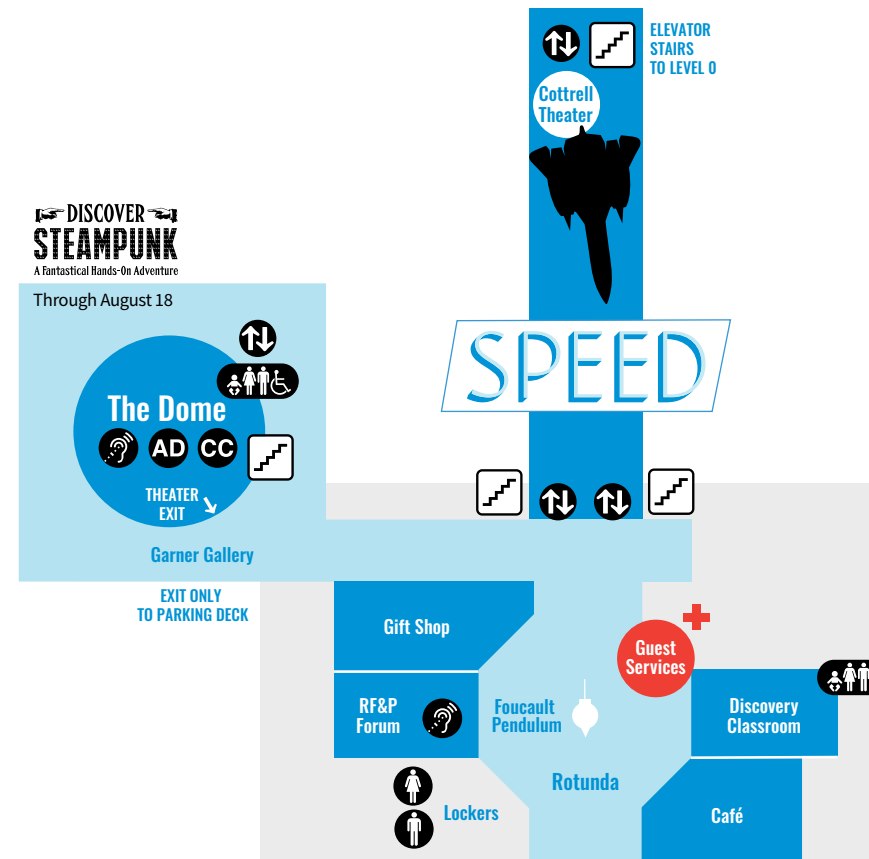 ELEVATOR
STAIRS
TO LEVEL 0
Cottrell
Theater
DISCOVER
STEAMPUNK
A Fantastical Hands-On Adventure
Through August 18
SPEED
The Dome
AD
CC
THEATER
EXIT
Garner Gallery
EXIT ONLY
TO PARKING DECK
Gift Shop
Guest
Services
RF&P
Forum
Foucault
Pendulum
Discovery
Classroom
Rotunda
Lockers
Café